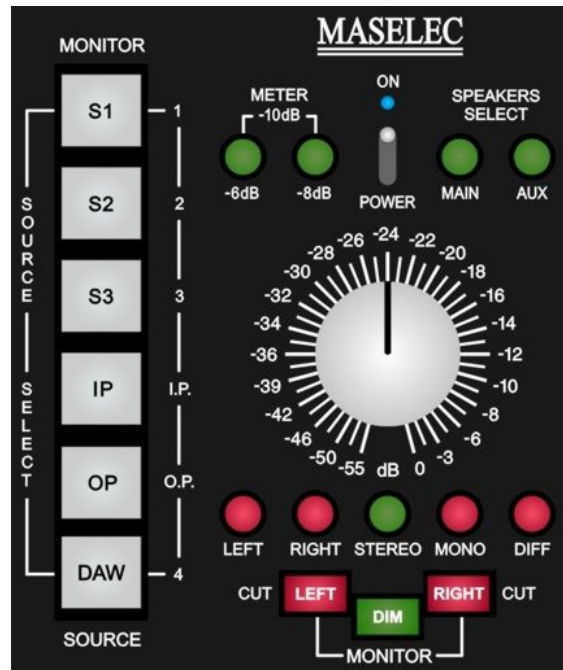 MASELEC
MONITOR
S1
S2
S3
IP
OP
DAW
SOURCE
SOURCE SELECT
1
2
3
I.P.
O.P.
4
METER
-10dB
-6dB
-8dB
ON
POWER
SPEAKERS
SELECT
MAIN
AUX
-24
-26
-22
-28
-20
-30
-18
-32
-16
-34
-14
-36
-12
-39
-10
-42
-8
-46
-6
-50
-3
-55
dB
0
LEFT
RIGHT
STEREO
MONO
DIFF
CUT
LEFT
DIM
RIGHT
CUT
MONITOR